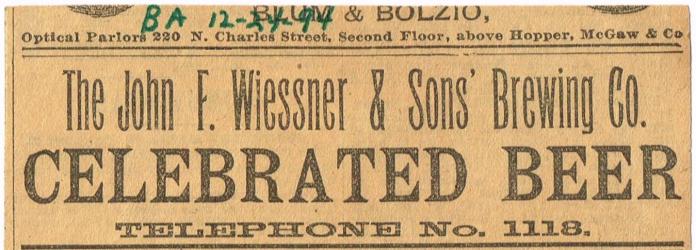 BA 12-24-94
BLUM & BOLZIO,
Optical Parlors 220 N. Charles Street, Second Floor, above Hopper, McGaw & Co
The John F. Wiessner & Sons' Brewing Co.
CELEBRATED BEER
TELEPHONE No. 1118.